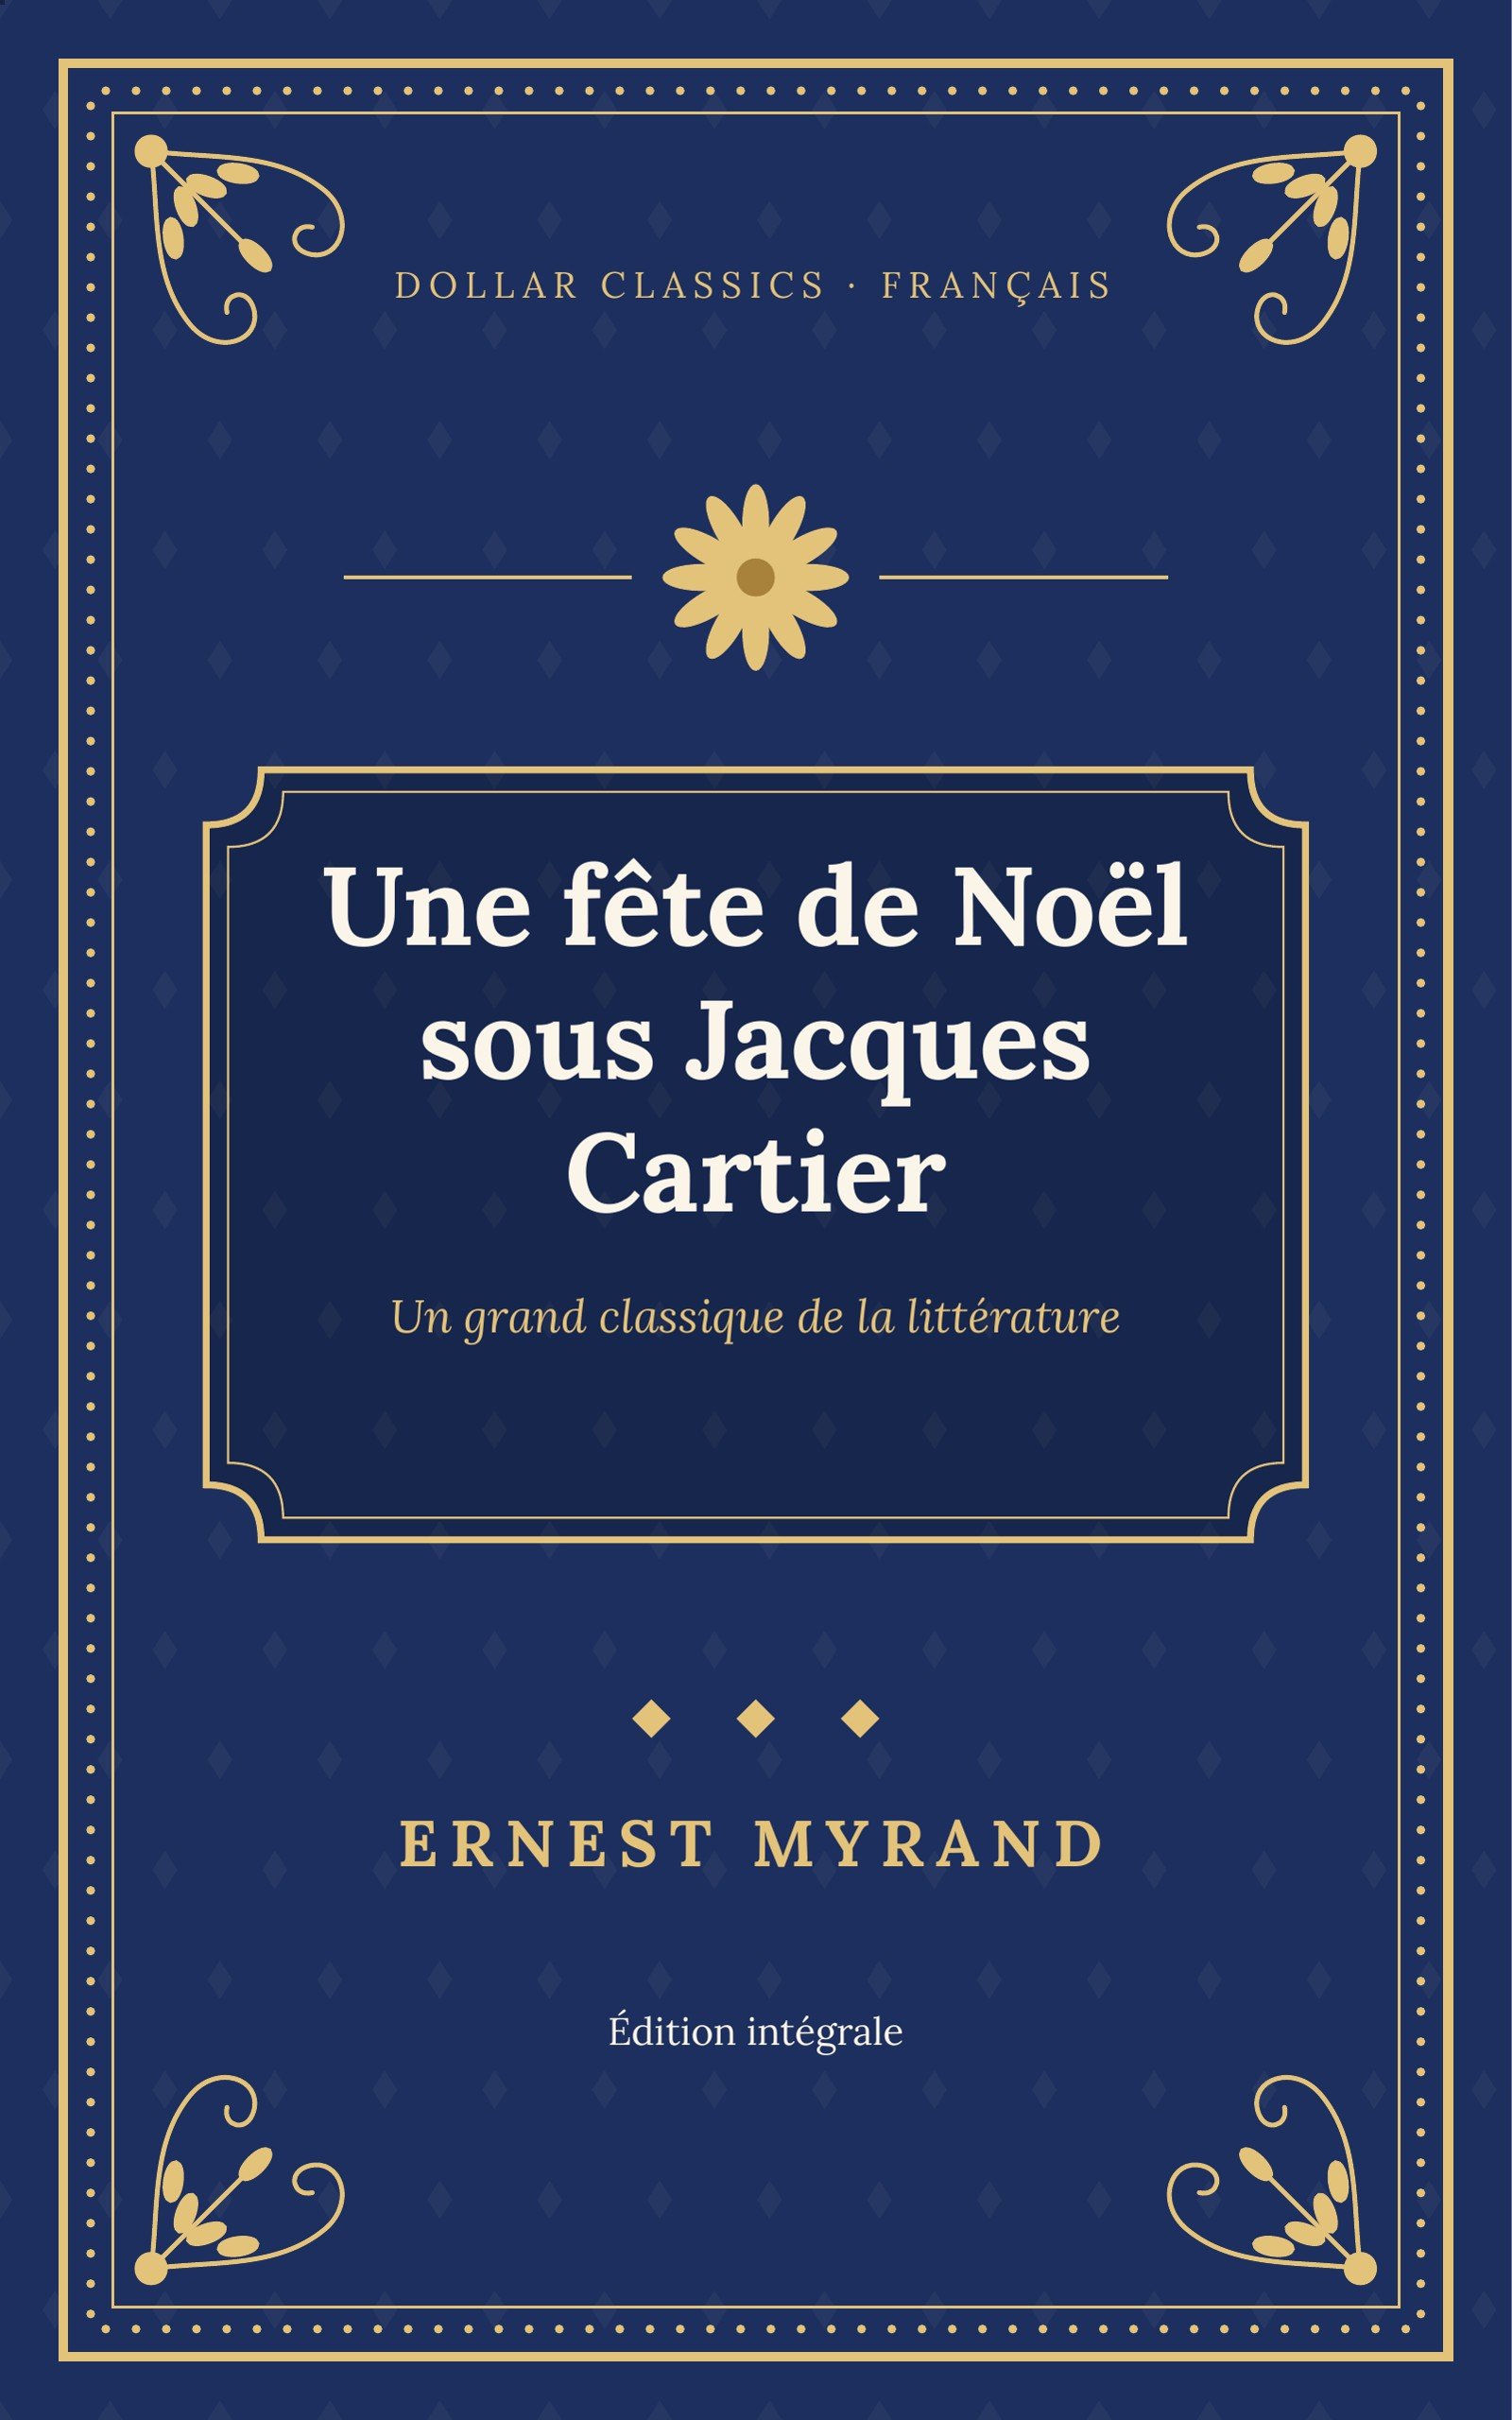 DOLLAR CLASSICS · FRANÇAIS
Une fête de Noël
sous Jacques
Cartier
Un grand classique de la littérature
ERNEST MYRAND
Édition intégrale